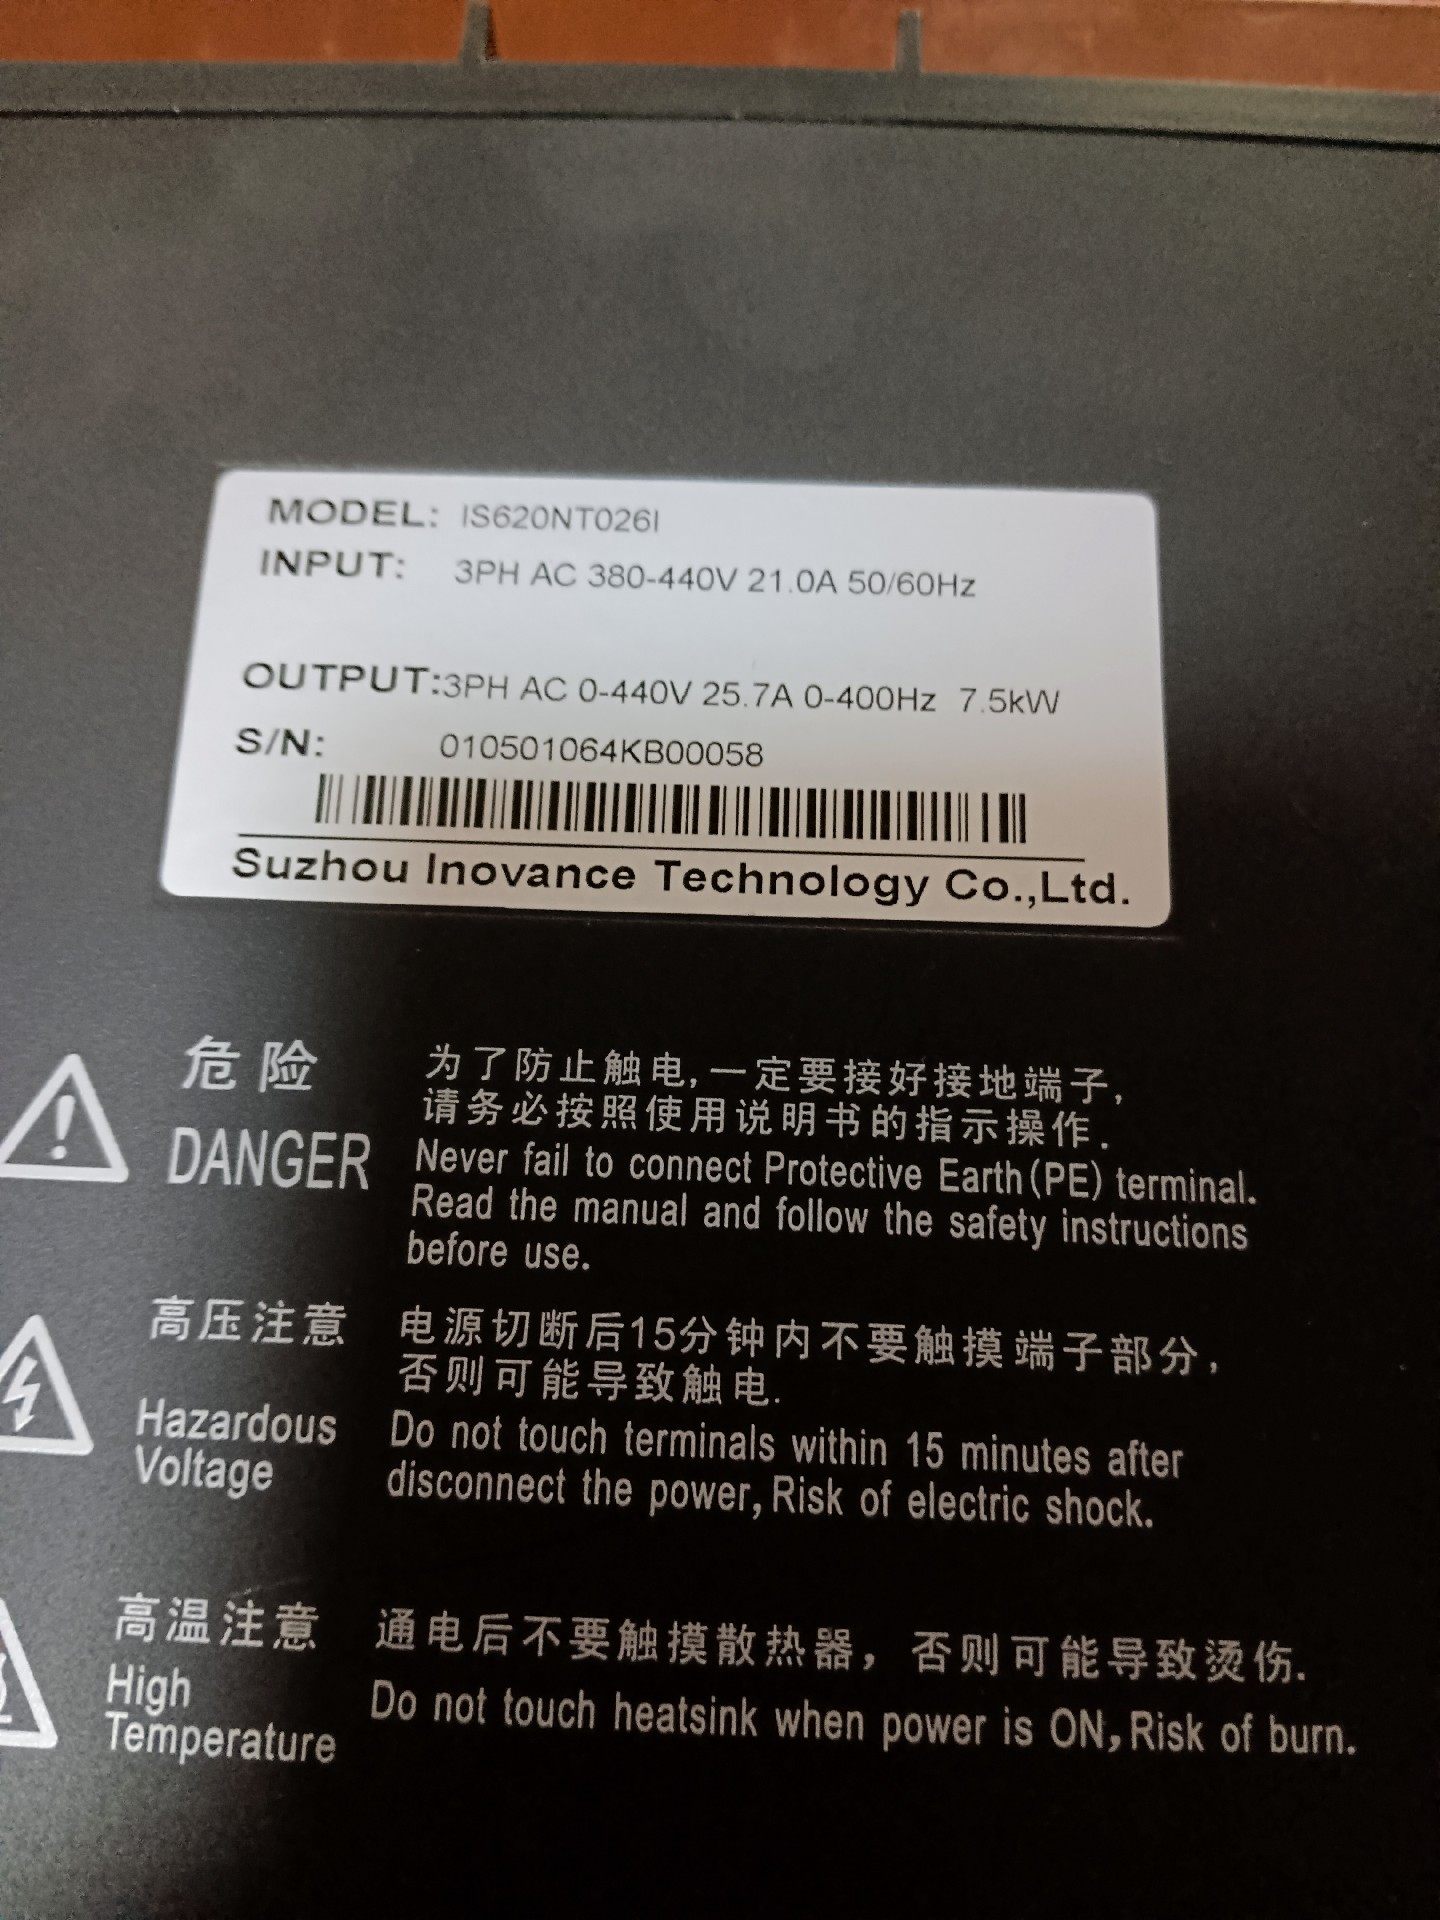 MODEL: IS620NT026I
INPUT: 3PH AC 380-440V 21.0A 50/60Hz
OUTPUT:3PH AC 0-440V 25.7A 0-400Hz 7.5kW
S/N: 010501064KB00058
Suzhou Inovance Technology Co.,Ltd.
危险
DANGER
为了防止触电,一定要接好接地端子,
请务必按照使用说明书的指示操作.
Never fail to connect Protective Earth(PE) terminal.
Read the manual and follow the safety instructions
before use.
高压注意
Hazardous
Voltage
电源切断后15分钟内不要触摸端子部分,
否则可能导致触电.
Do not touch terminals within 15 minutes after
disconnect the power,Risk of electric shock.
高温注意
High
Temperature
通电后不要触摸散热器，否则可能导致烫伤.
Do not touch heatsink when power is ON,Risk of burn.